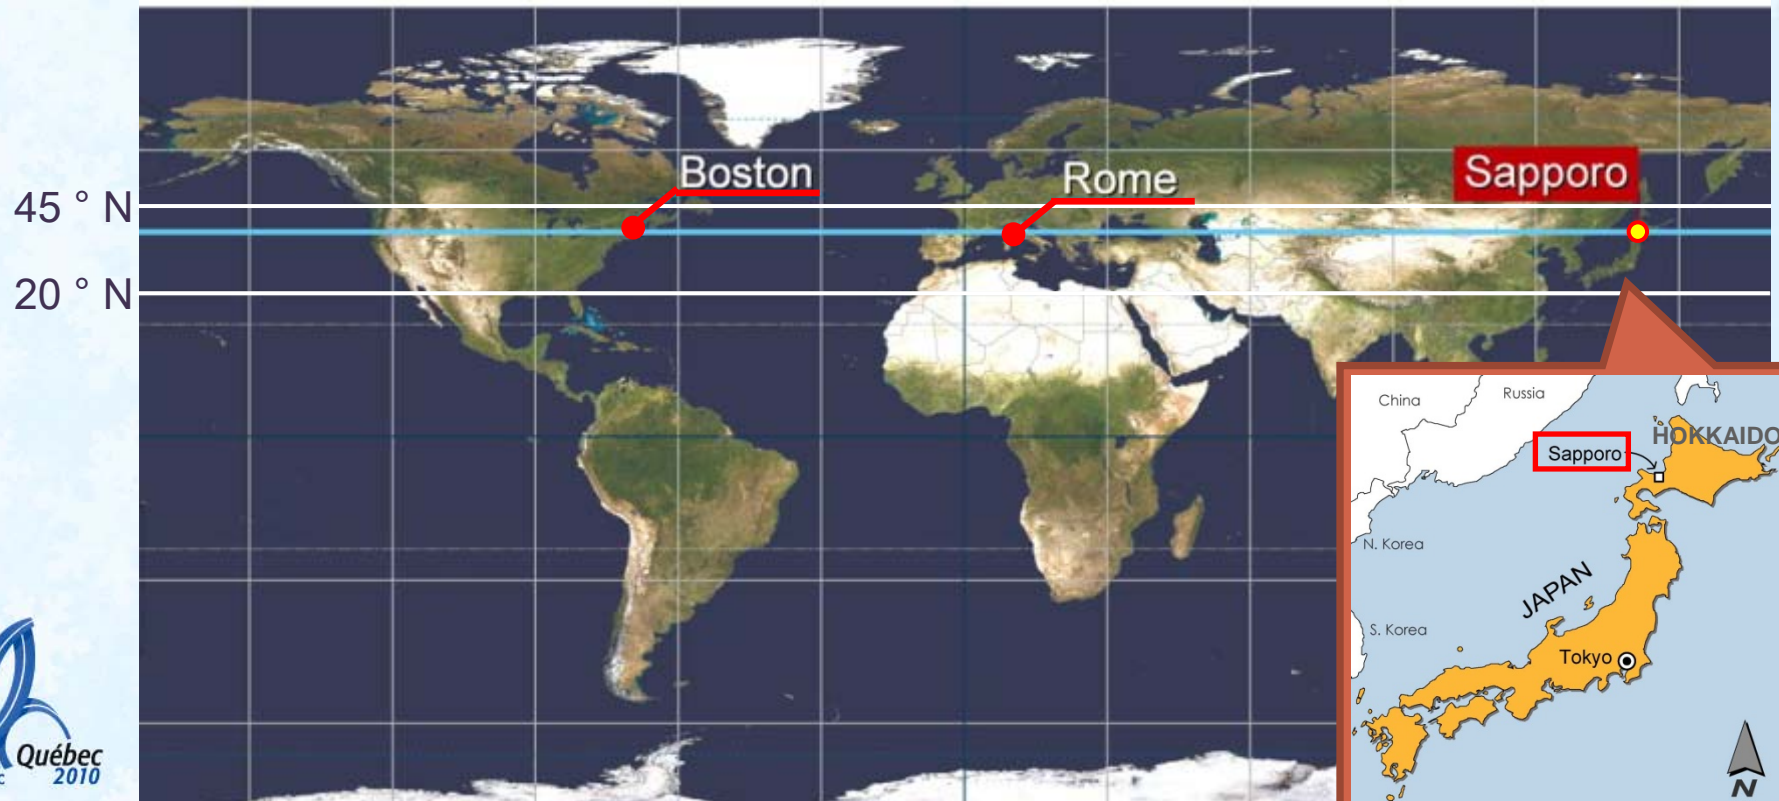 Boston
Rome
Sapporo
45 ° N
20 ° N
China
Russia
HOKKAIDO
Sapporo
N. Korea
JAPAN
S. Korea
Tokyo
N
Québec
2010